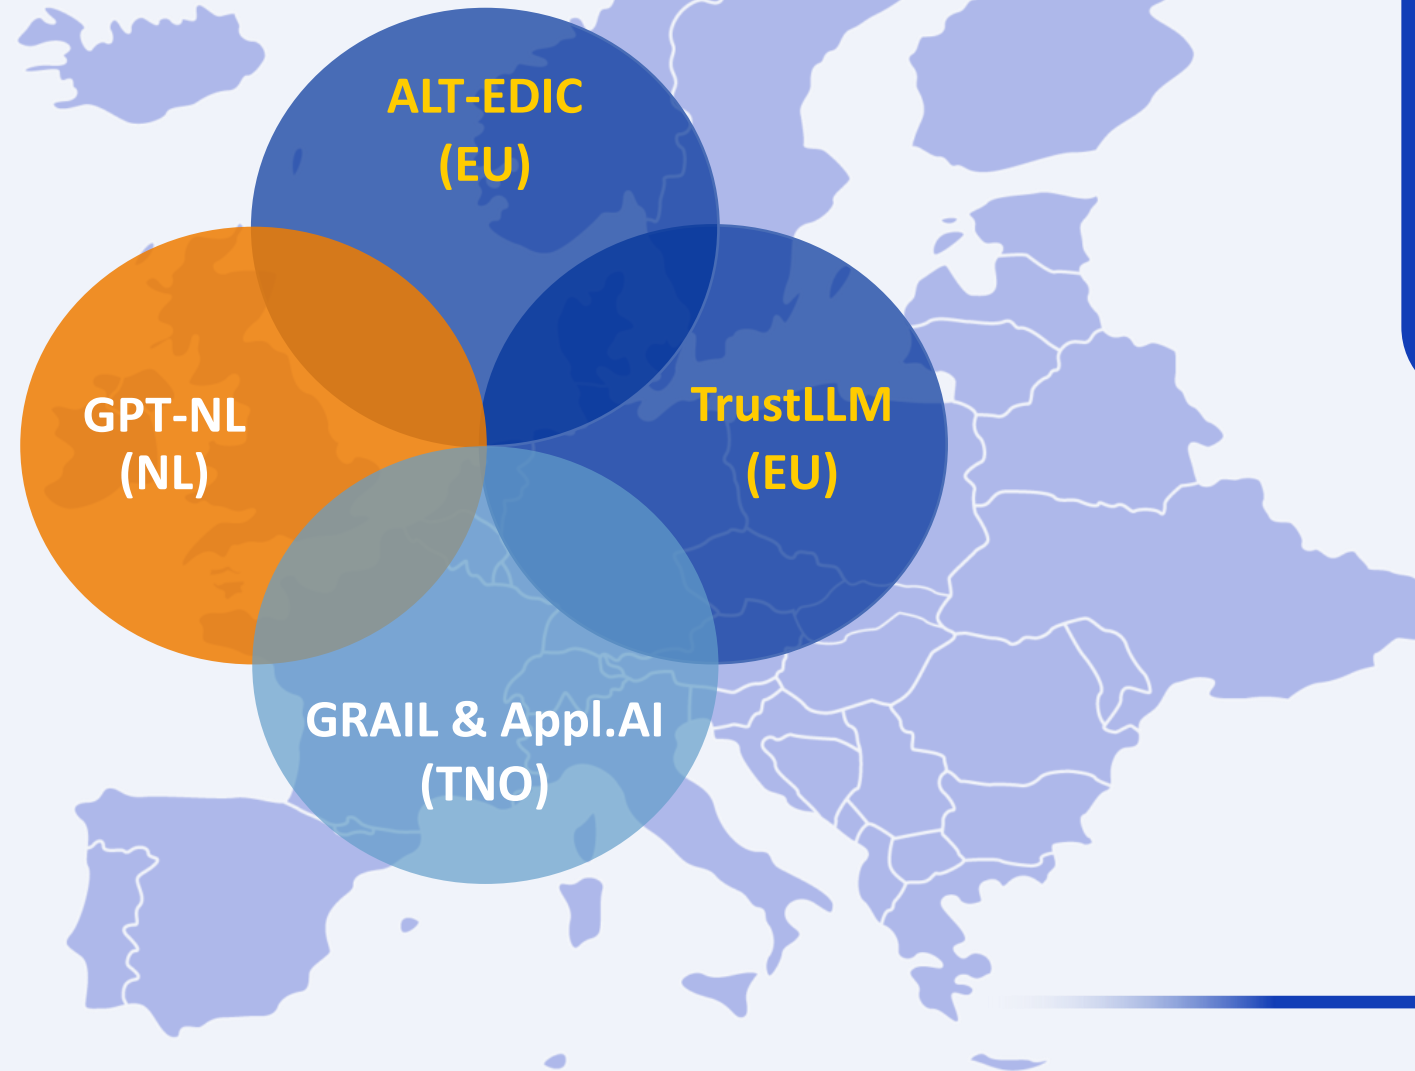 ALT-EDIC
(EU)
GPT-NL
(NL)
TrustLLM
(EU)
GRAIL & Appl.AI
(TNO)